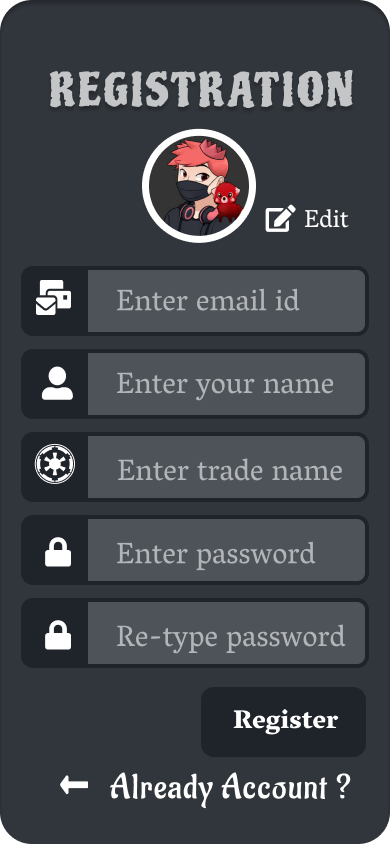 REGISTRATION
Edit
Enter email id
Enter your name
Enter trade name
Enter password
Re-type password
Register
Already Account ?